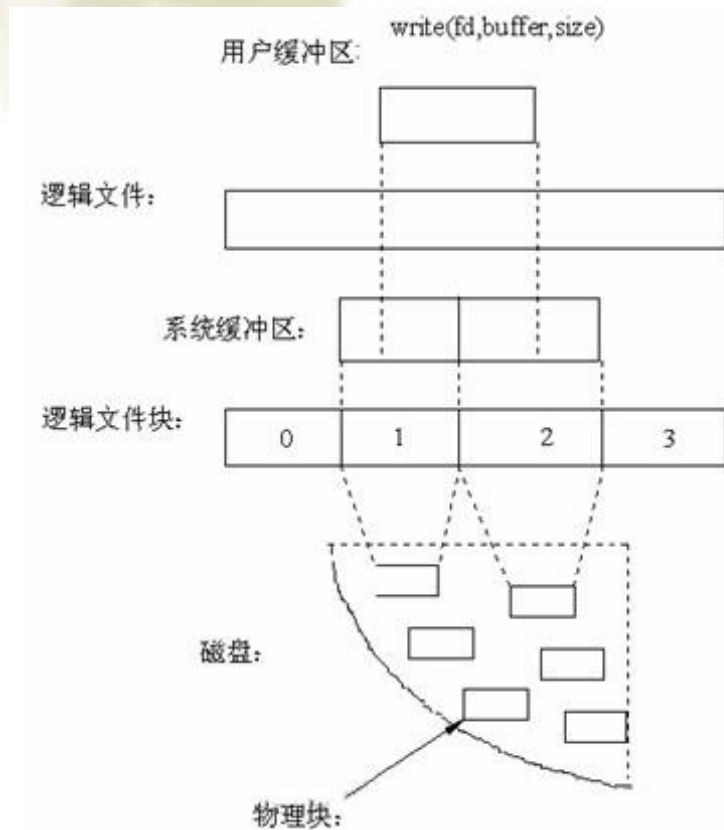 write(fd,buffer,size)
用户缓冲区:
逻辑文件：
系统缓冲区：
逻辑文件块：
0 1 2 3
磁盘：
物理块：